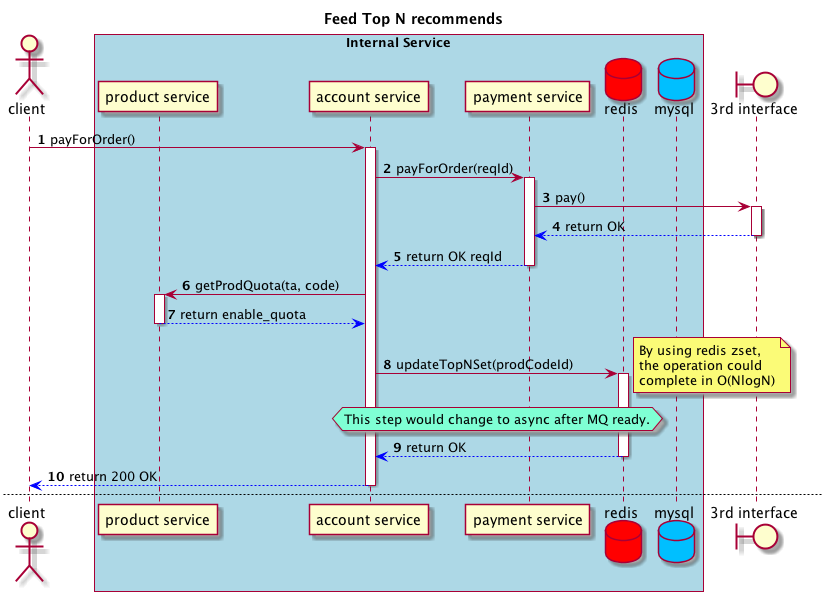 Feed Top N recommends
Internal Service
client
product service
account service
payment service
redis
mysql
3rd interface
1 payForOrder()
2 payForOrder(reqId)
3 pay()
4 return OK
5 return OK reqId
6 getProdQuota(ta, code)
7 return enable_quota
By using redis zset,
the operation could
complete in O(NlogN)
8 updateTopNSet(prodCodeId)
This step would change to async after MQ ready.
9 return OK
10 return 200 OK
client
product service
account service
payment service
redis
mysql
3rd interface